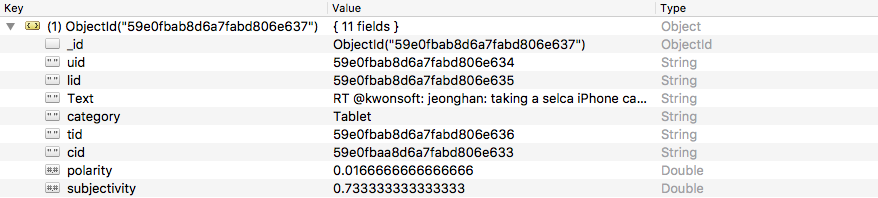 Key Value Type
(1) ObjectId("59e0fbab8d6a7fabd806e637") { 11 fields } Object
_id ObjectId("59e0fbab8d6a7fabd806e637") ObjectId
uid 59e0fbab8d6a7fabd806e634 String
lid 59e0fbab8d6a7fabd806e635 String
Text RT @kwonsoft: jeonghan: taking a selca iPhone ca... String
category Tablet String
tid 59e0fbab8d6a7fabd806e636 String
cid 59e0fbaa8d6a7fabd806e633 String
polarity 0.0166666666666666 Double
subjectivity 0.733333333333333 Double